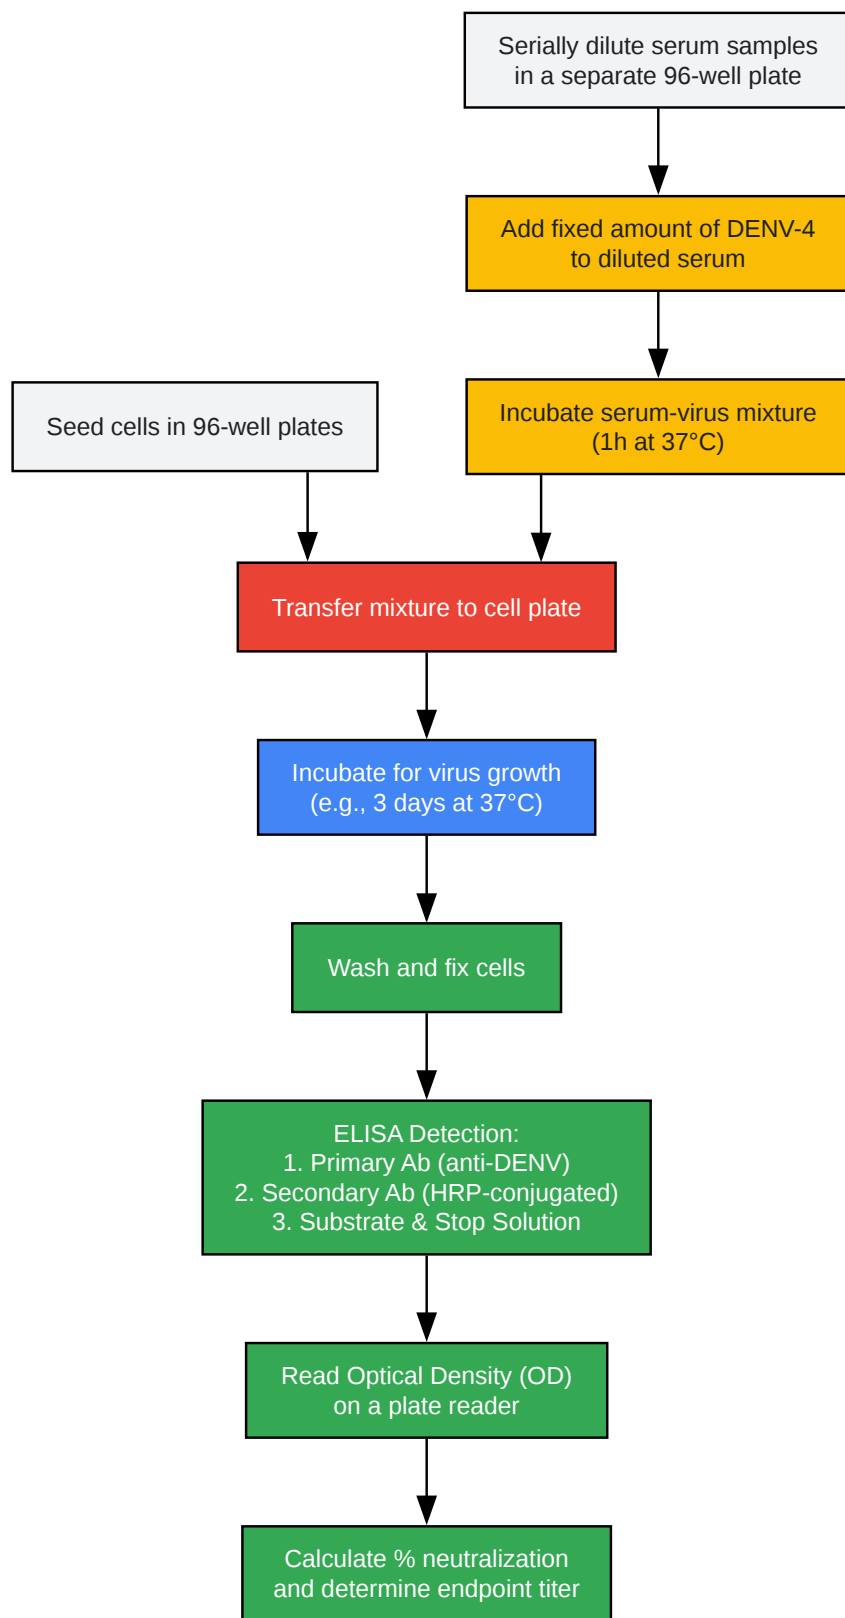 Serially dilute serum samples
in a separate 96-well plate
Add fixed amount of DENV-4
to diluted serum
Seed cells in 96-well plates
Incubate serum-virus mixture
(1h at 37°C)
Transfer mixture to cell plate
Incubate for virus growth
(e.g., 3 days at 37°C)
Wash and fix cells
ELISA Detection:
1. Primary Ab (anti-DENV)
2. Secondary Ab (HRP-conjugated)
3. Substrate & Stop Solution
Read Optical Density (OD)
on a plate reader
Calculate % neutralization
and determine endpoint titer